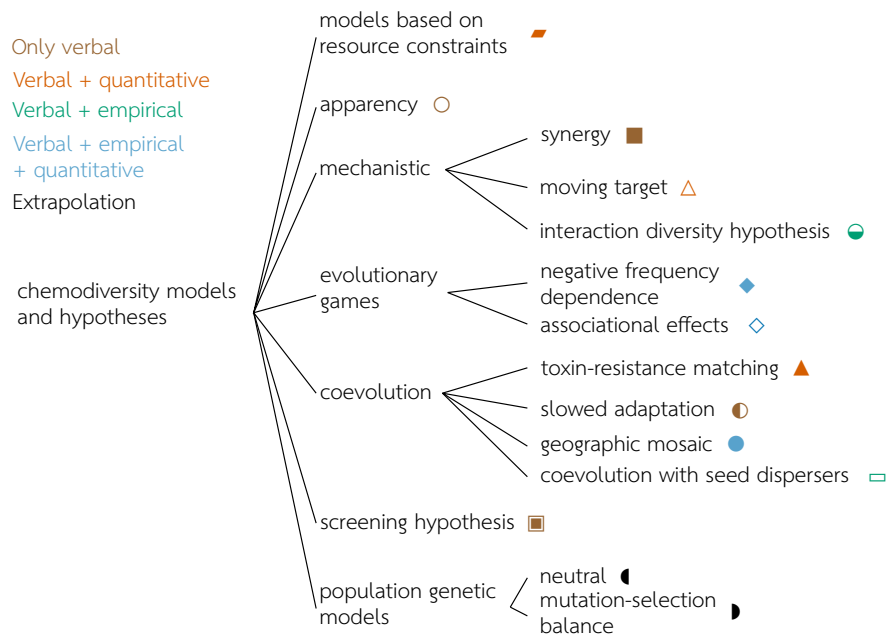 Only verbal
Verbal + quantitative
Verbal + empirical
Verbal + empirical
+ quantitative
Extrapolation
chemodiversity models
and hypotheses
models based on
resource constraints
apparency
mechanistic
synergy
moving target
interaction diversity hypothesis
evolutionary
games
negative frequency
dependence
associational effects
coevolution
toxin-resistance matching
slowed adaptation
geographic mosaic
coevolution with seed dispersers
screening hypothesis
population genetic
models
neutral
mutation-selection
balance